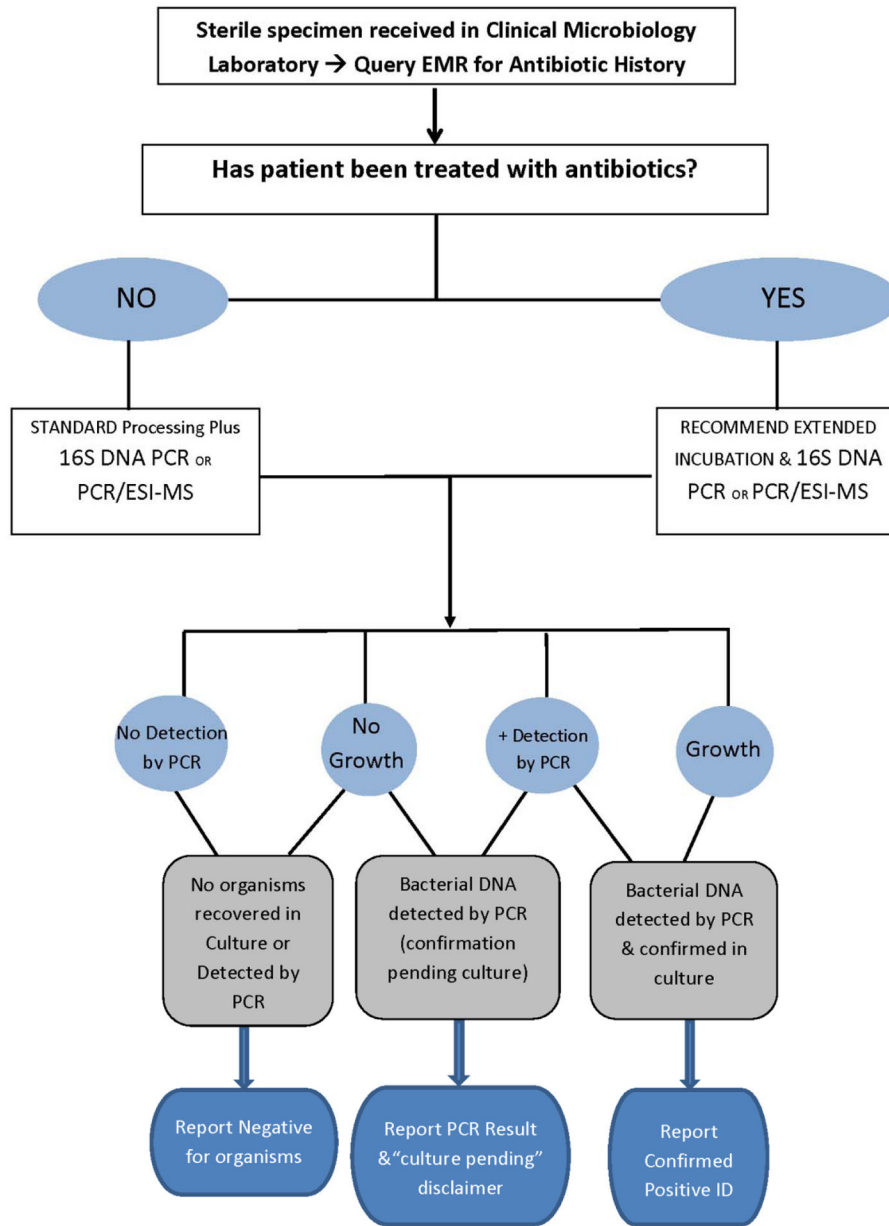 Sterile specimen received in Clinical Microbiology
Laboratory → Query EMR for Antibiotic History
Has patient been treated with antibiotics?
NO
YES
STANDARD Processing Plus
16S DNA PCR OR
PCR/ESI-MS
RECOMMEND EXTENDED
INCUBATION & 16S DNA
PCR OR PCR/ESI-MS
No Detection
by PCR
No
Growth
+ Detection
by PCR
Growth
No organisms
recovered in
Culture or
Detected by
PCR
Bacterial DNA
detected by PCR
(confirmation
pending culture)
Bacterial DNA
detected by PCR
& confirmed in
culture
Report Negative
for organisms
Report PCR Result
&“culture pending”
disclaimer
Report
Confirmed
Positive ID